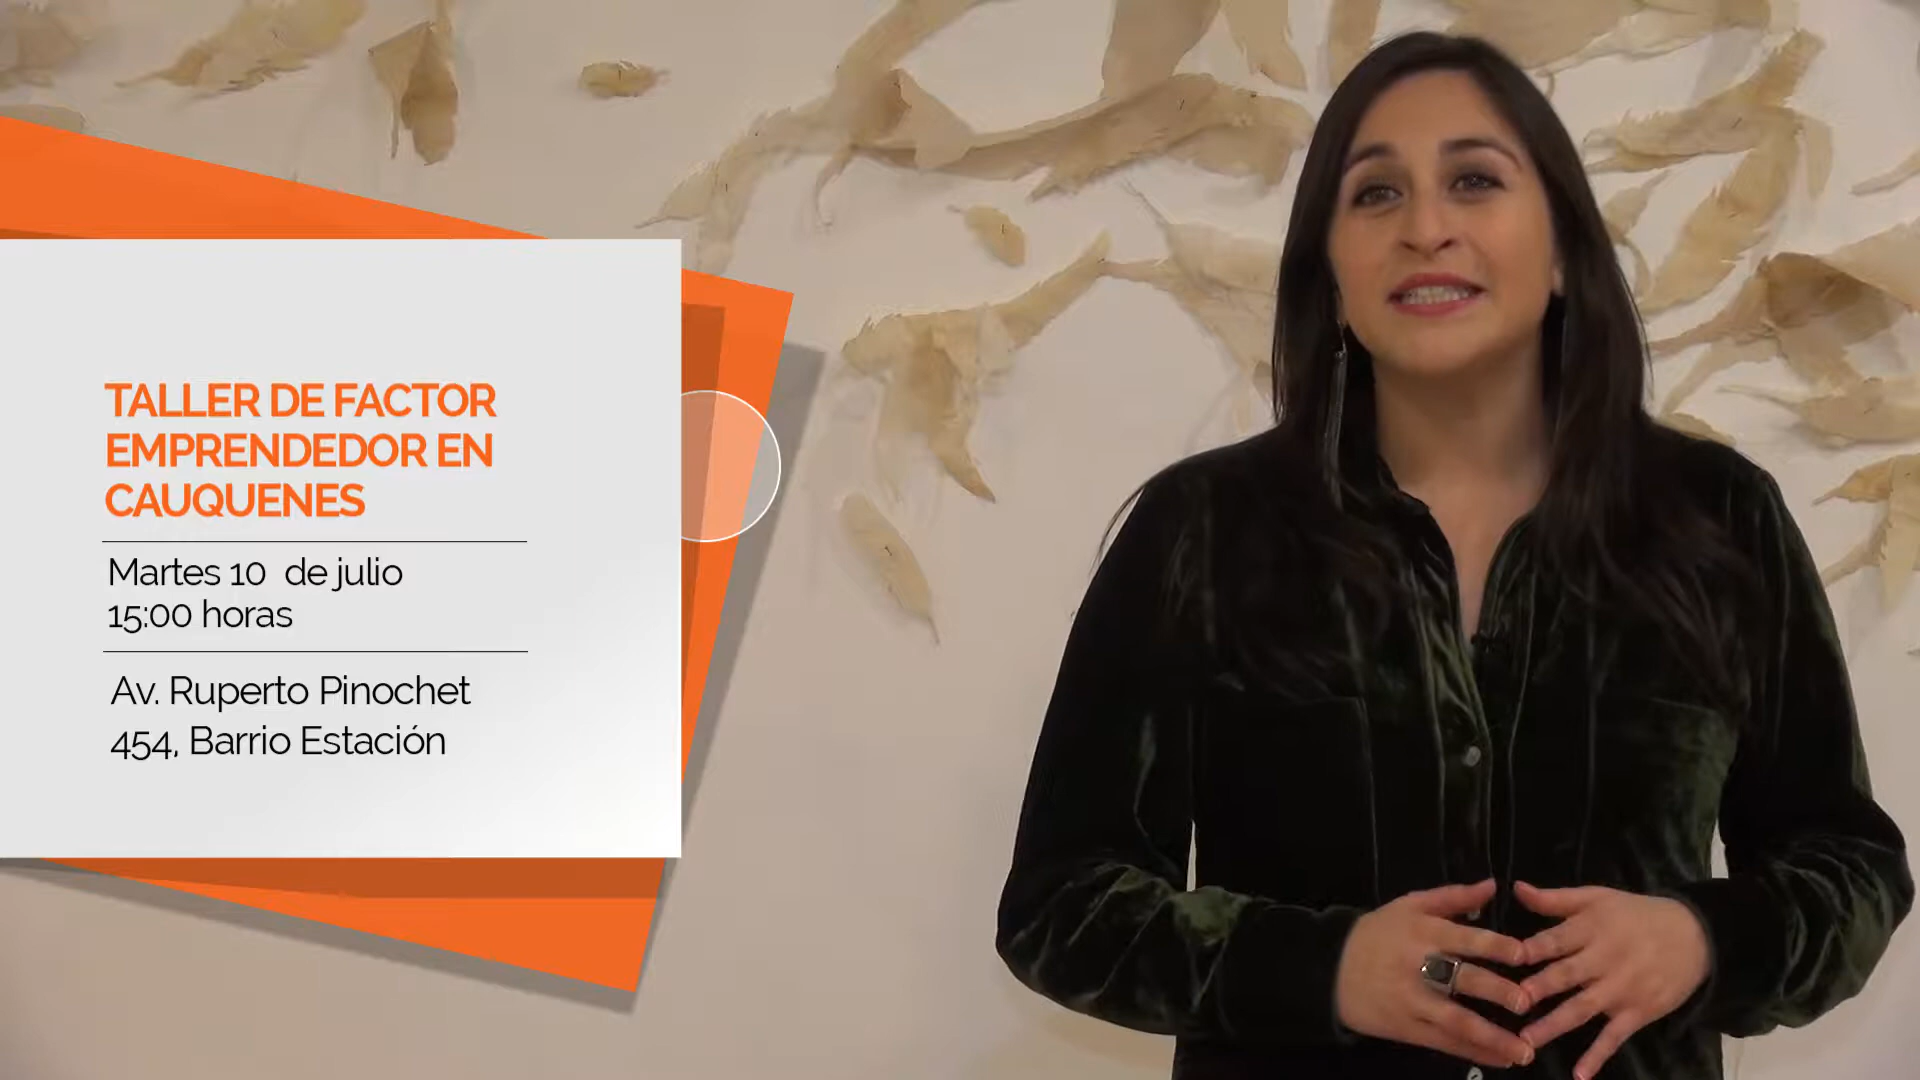 TALLER DE FACTOR
EMPRENDEDOR EN
CAUQUENES
Martes 10 de julio
15:00 horas
Av. Ruperto Pinochet
454, Barrio Estación